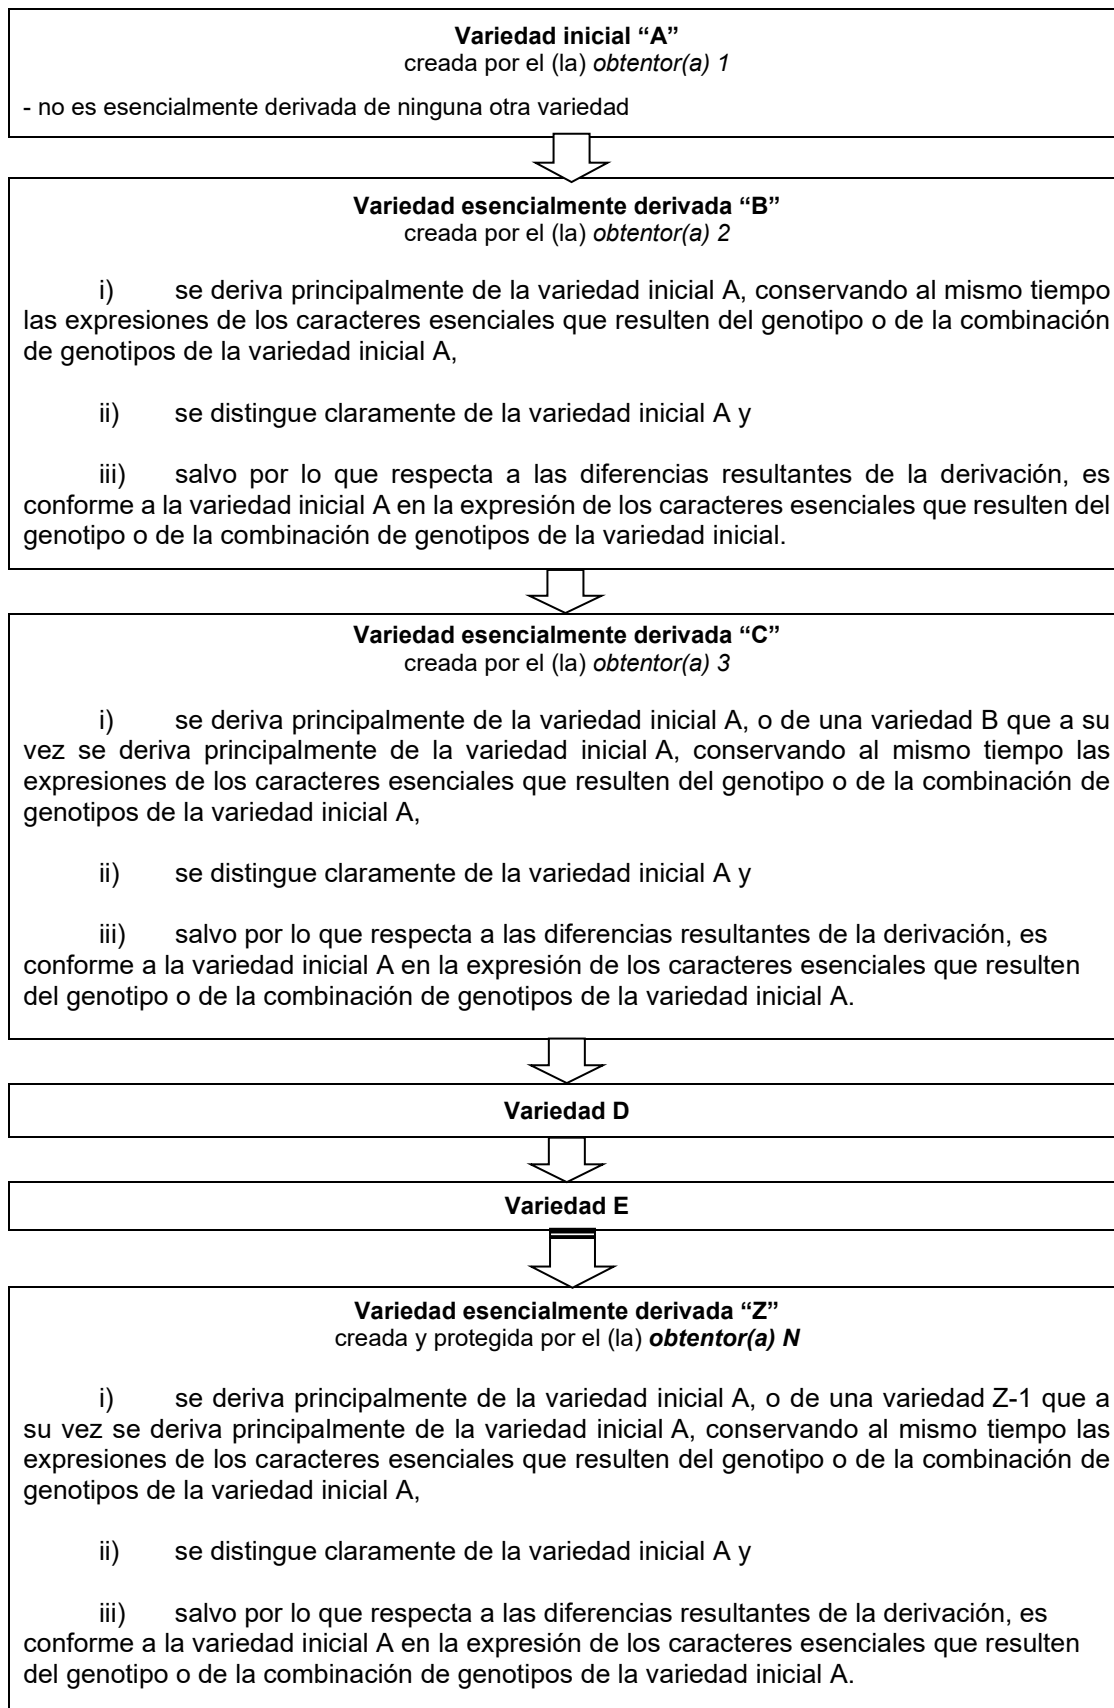 Variedad inicial “A”
creada por el (la) obtentor(a) 1
- no es esencialmente derivada de ninguna otra variedad
Variedad esencialmente derivada “B”
creada por el (la) obtentor(a) 2
i) se deriva principalmente de la variedad inicial A, conservando al mismo tiempo
las expresiones de los caracteres esenciales que resulten del genotipo o de la combinación
de genotipos de la variedad inicial A,
ii) se distingue claramente de la variedad inicial A y
iii) salvo por lo que respecta a las diferencias resultantes de la derivación, es
conforme a la variedad inicial A en la expresión de los caracteres esenciales que resulten del
genotipo o de la combinación de genotipos de la variedad inicial.
Variedad esencialmente derivada “C”
creada por el (la) obtentor(a) 3
i) se deriva principalmente de la variedad inicial A, o de una variedad B que a su
vez se deriva principalmente de la variedad inicial A, conservando al mismo tiempo las
expresiones de los caracteres esenciales que resulten del genotipo o de la combinación de
genotipos de la variedad inicial A,
ii) se distingue claramente de la variedad inicial A y
iii) salvo por lo que respecta a las diferencias resultantes de la derivación, es
conforme a la variedad inicial A en la expresión de los caracteres esenciales que resulten
del genotipo o de la combinación de genotipos de la variedad inicial A.
Variedad D
Variedad E
Variedad esencialmente derivada “Z”
creada y protegida por el (la) obtentor(a) N
i) se deriva principalmente de la variedad inicial A, o de una variedad Z-1 que a
su vez se deriva principalmente de la variedad inicial A, conservando al mismo tiempo las
expresiones de los caracteres esenciales que resulten del genotipo o de la combinación de
genotipos de la variedad inicial A,
ii) se distingue claramente de la variedad inicial A y
iii) salvo por lo que respecta a las diferencias resultantes de la derivación, es
conforme a la variedad inicial A en la expresión de los caracteres esenciales que resulten
del genotipo o de la combinación de genotipos de la variedad inicial A.